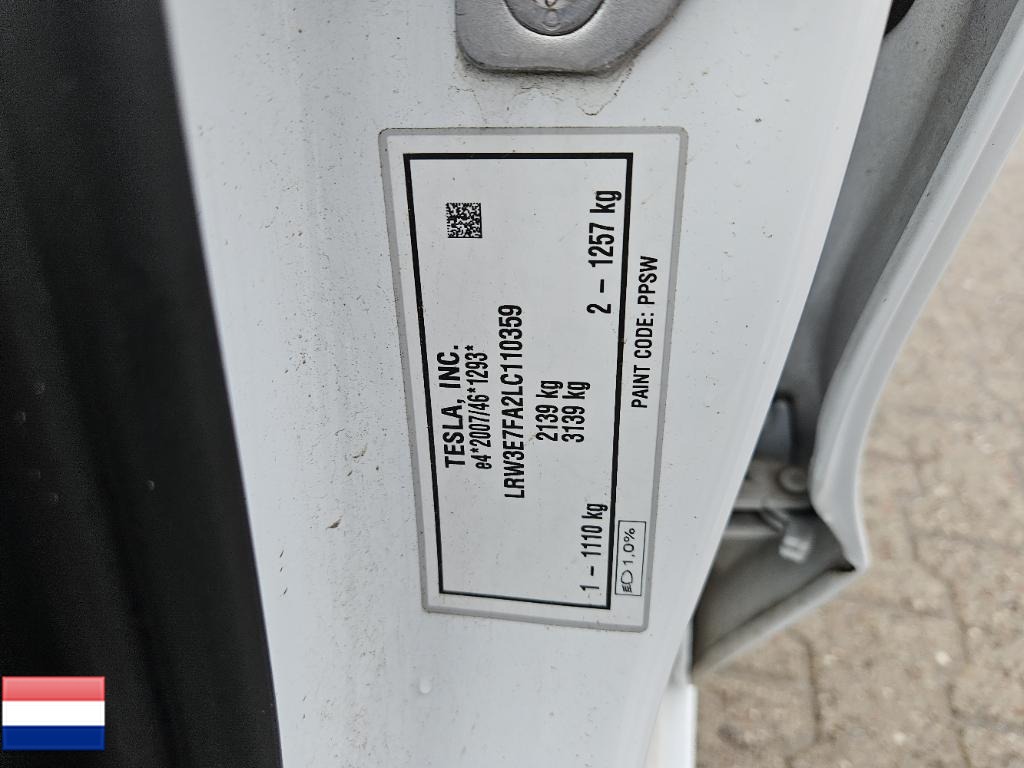 TESLA, INC.
e4*2007/46*1293*
LRW3E7FA2LC110359
2139 kg
3139 kg
1 – 1110 kg
2 – 1257 kg
1,0%
PAINT CODE: PPSW